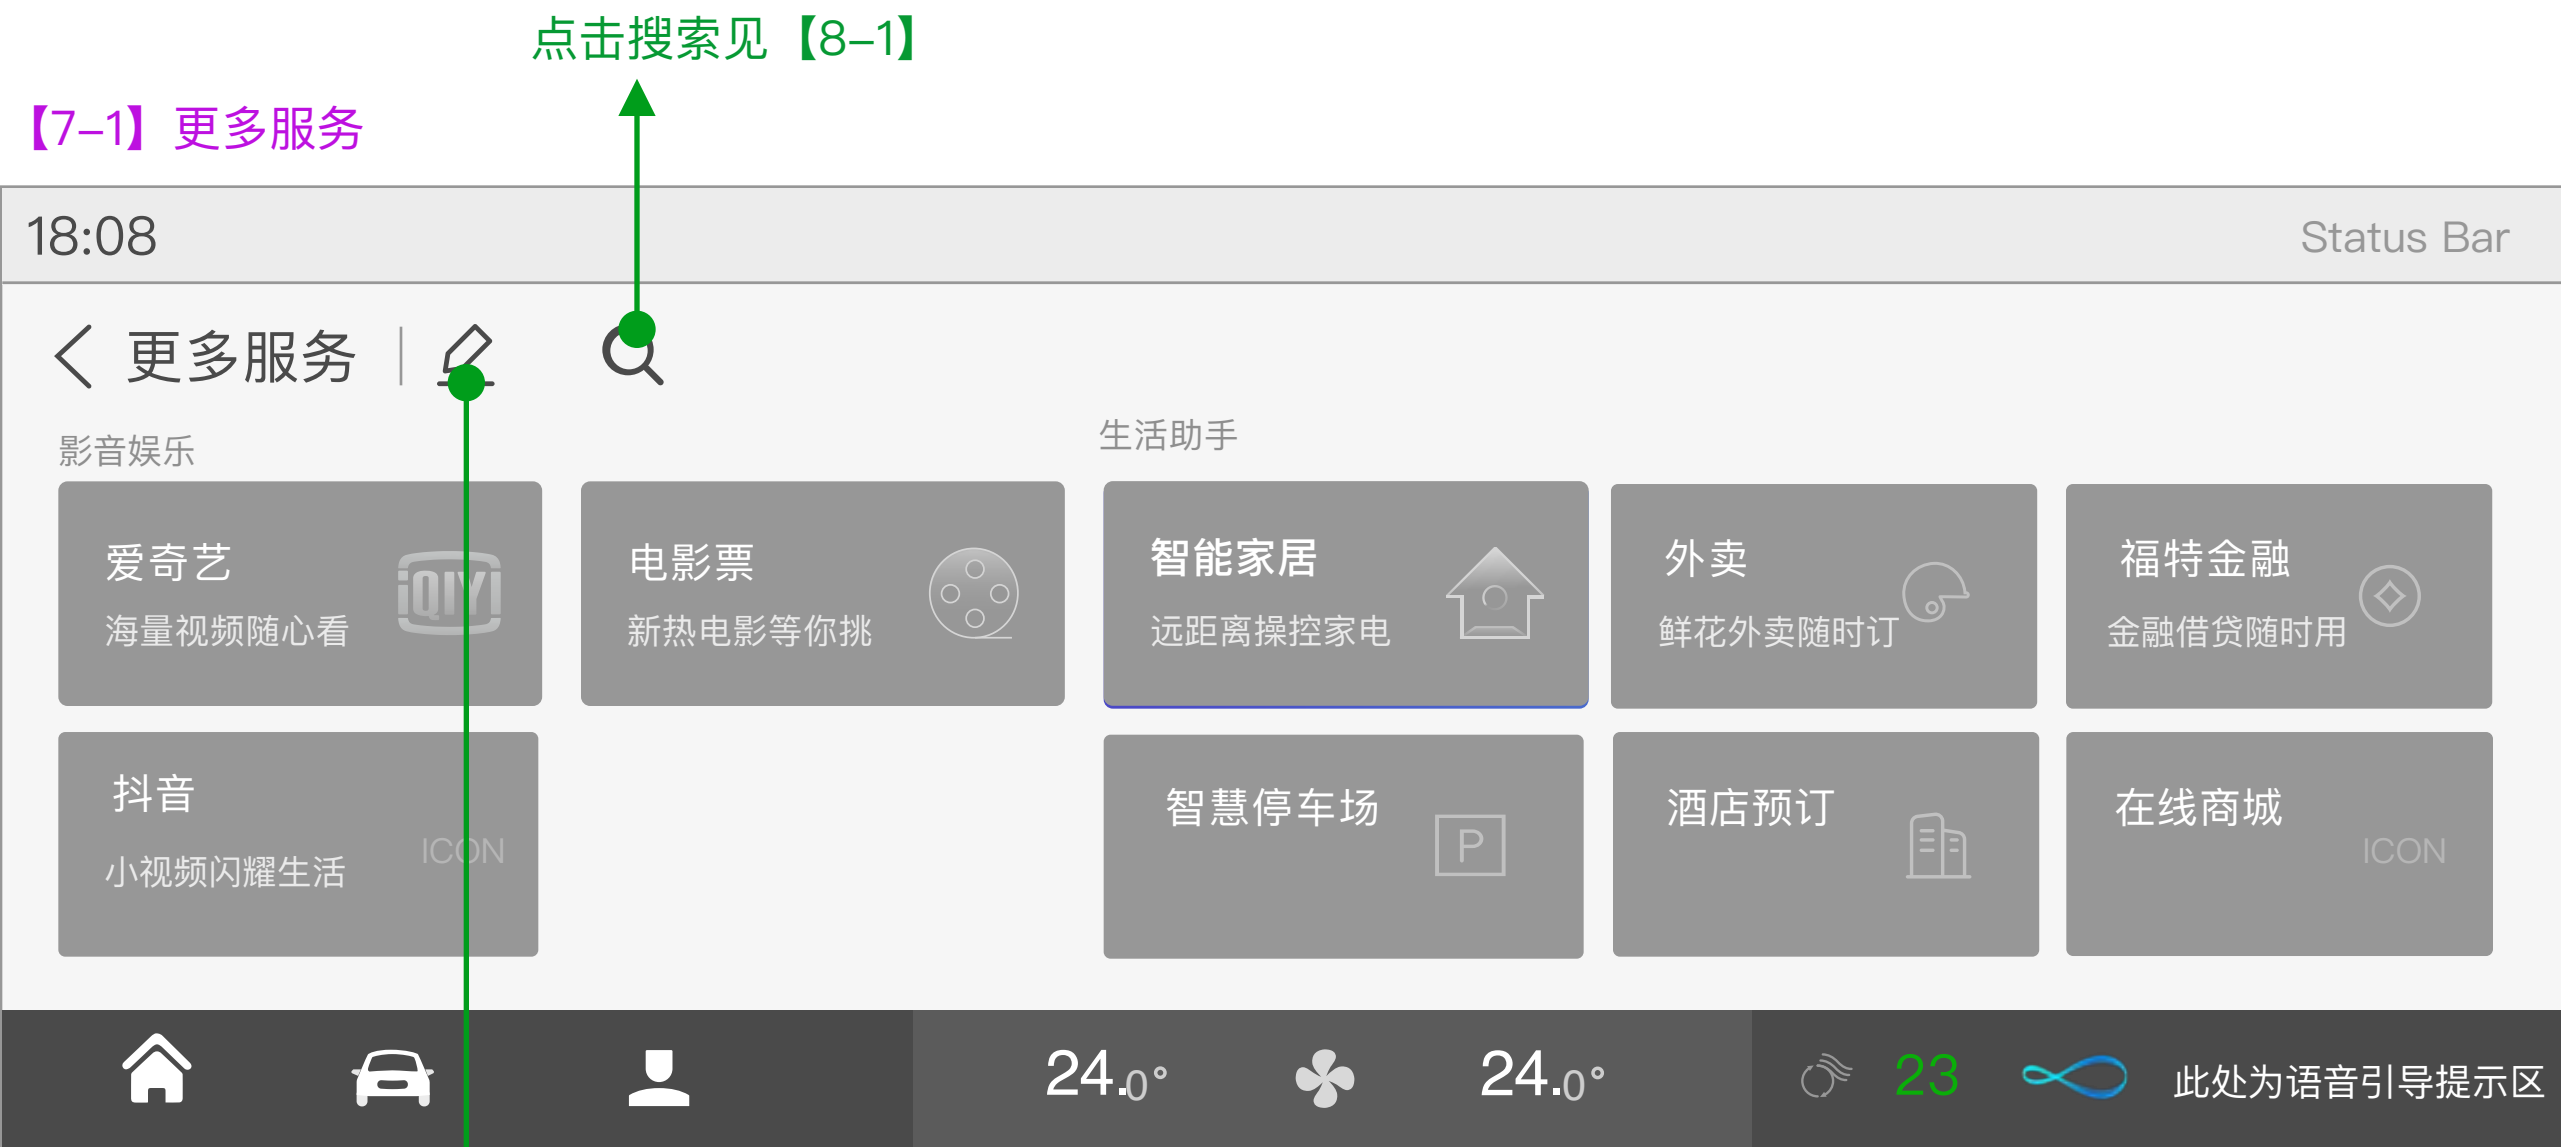 点击搜索见【8-1】
【7-1】更多服务
18:08
Status Bar
更多服务
影音娱乐
生活助手
爱奇艺
海量视频随心看
iQIYI
电影票
新热电影等你挑
智能家居
远距离操控家电
外卖
鲜花外卖随时订
福特金融
金融借贷随时用
抖音
小视频闪耀生活
ICON
智慧停车场
P
酒店预订
在线商城
ICON
24.0°
24.0°
23
此处为语音引导提示区